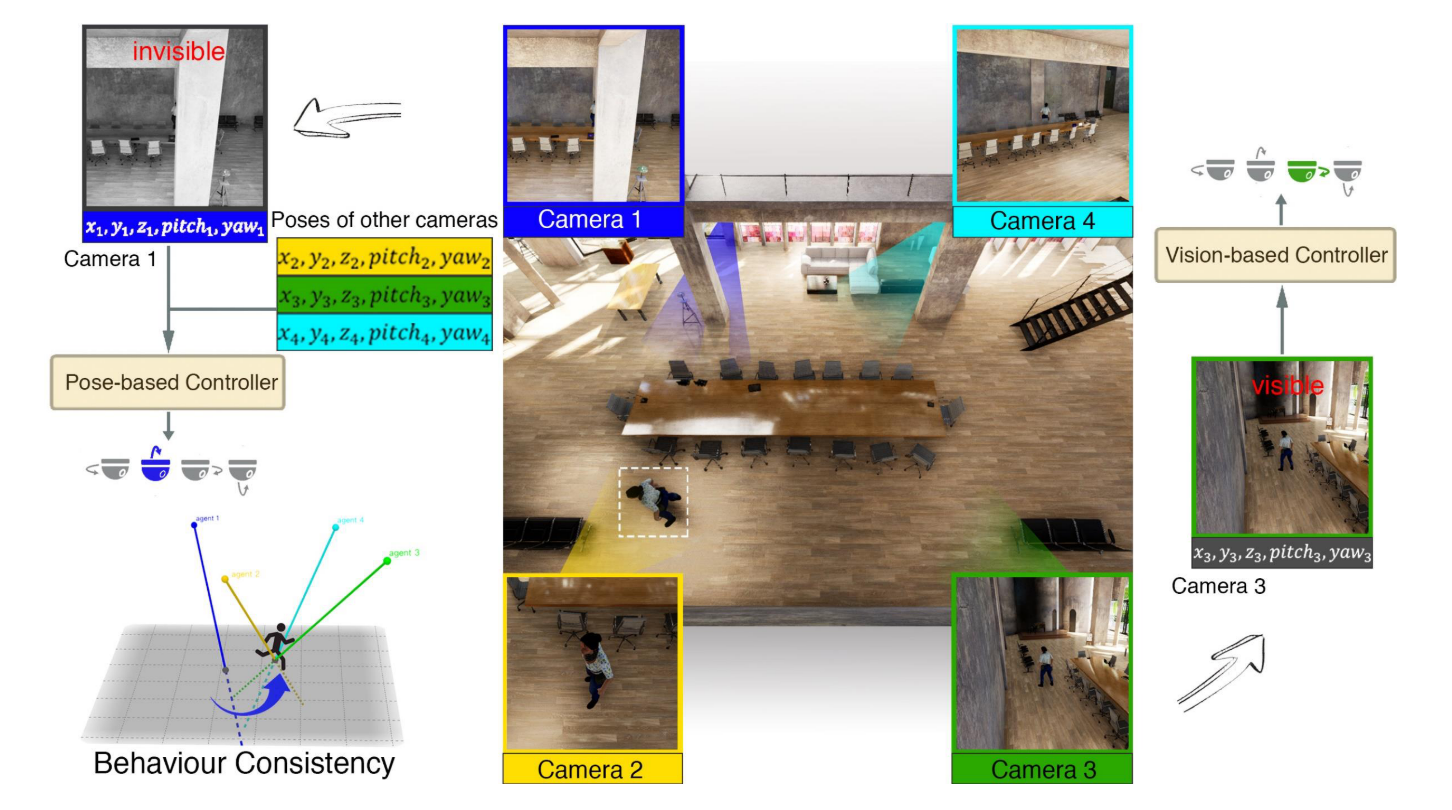 invisible
x₁, y₁, z₁, pitch₁, yaw₁
Camera 1
Poses of other cameras
x₂, y₂, z₂, pitch₂, yaw₂
x₃, y₃, z₃, pitch₃, yaw₃
x₄, y₄, z₄, pitch₄, yaw₄
Pose-based Controller
agent 1
agent 4
agent 3
agent 2
Behaviour Consistency
Camera 1
Camera 4
Camera 2
Camera 3
Vision-based Controller
visible
x₃, y₃, z₃, pitch₃, yaw₃
Camera 3